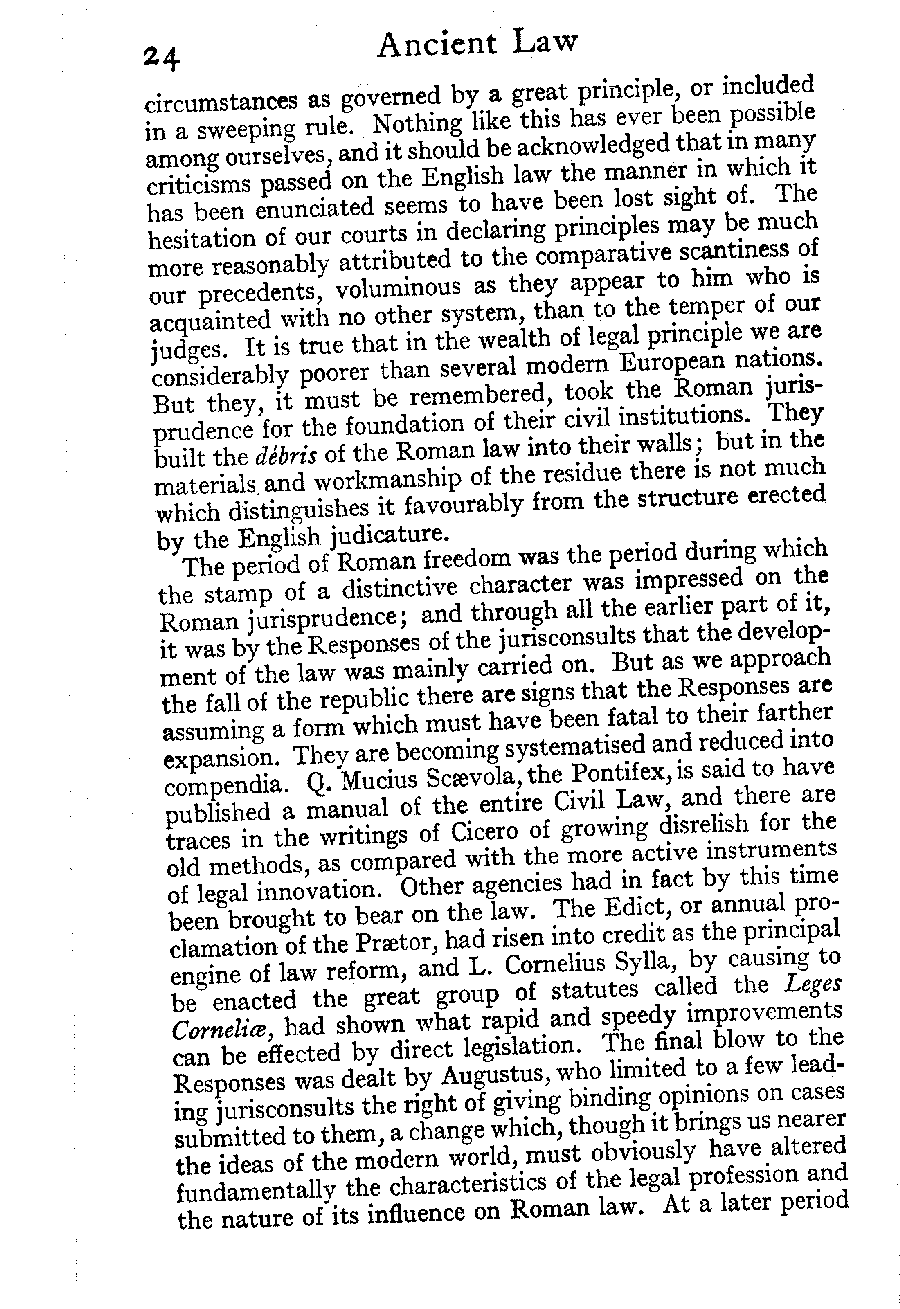 24 Ancient Law
circumstances as governed by a great principle, or included
in a sweeping rule. Nothing like this has ever been possible
among ourselves, and it should be acknowledged that in many
criticisms passed on the English law the manner in which it
has been enunciated seems to have been lost sight of. The
hesitation of our courts in declaring principles may be much
more reasonably attributed to the comparative scantiness of
our precedents, voluminous as they appear to him who is
acquainted with no other system, than to the temper of our
judges. It is true that in the wealth of legal principle we are
considerably poorer than several modern European nations.
But they, it must be remembered, took the Roman juris-
prudence for the foundation of their civil institutions. They
built the débris of the Roman law into their walls; but in the
materials and workmanship of the residue there is not much
which distinguishes it favourably from the structure erected
by the English judicature.
The period of Roman freedom was the period during which
the stamp of a distinctive character was impressed on the
Roman jurisprudence; and through all the earlier part of it,
it was by the Responses of the jurisconsults that the develop-
ment of the law was mainly carried on. But as we approach
the fall of the republic there are signs that the Responses are
assuming a form which must have been fatal to their farther
expansion. They are becoming systematised and reduced into
compendia. Q. Mucius Scævola, the Pontifex, is said to have
published a manual of the entire Civil Law, and there are
traces in the writings of Cicero of growing disrelish for the
old methods, as compared with the more active instruments
of legal innovation. Other agencies had in fact by this time
been brought to bear on the law. The Edict, or annual pro-
clamation of the Prætor, had risen into credit as the principal
engine of law reform, and L. Cornelius Sylla, by causing to
be enacted the great group of statutes called the Leges
Corneliæ, had shown what rapid and speedy improvements
can be effected by direct legislation. The final blow to the
Responses was dealt by Augustus, who limited to a few lead-
ing jurisconsults the right of giving binding opinions on cases
submitted to them, a change which, though it brings us nearer
the ideas of the modern world, must obviously have altered
fundamentally the characteristics of the legal profession and
the nature of its influence on Roman law. At a later period